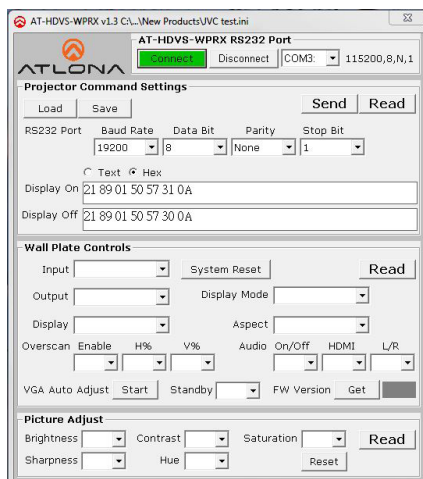 AT-HDVS-WPRX v1.3 C:\...\New Products\JVC test.ini
ATLONA
AT-HDVS-WPRX RS232 Port
Connect Disconnect COM3: 115200,8,N,1
Projector Command Settings
Load Save Send Read
RS232 Port Baud Rate Data Bit Parity Stop Bit
19200 8 None 1
Text Hex
Display On 21 89 01 50 57 31 0A
Display Off 21 89 01 50 57 30 0A
Wall Plate Controls
Input System Reset Read
Output Display Mode
Display Aspect
Overscan Enable H% V% Audio On/Off HDMI L/R
VGA Auto Adjust Start Standby FW Version Get
Picture Adjust
Brightness Contrast Saturation Read
Sharpness Hue Reset